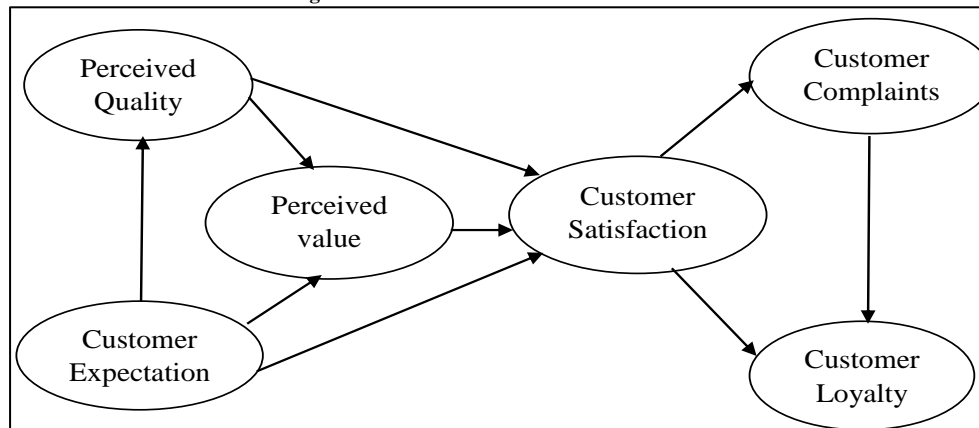 Perceived
Quality
Customer
Complaints
Perceived
value
Customer
Satisfaction
Customer
Expectation
Customer
Loyalty